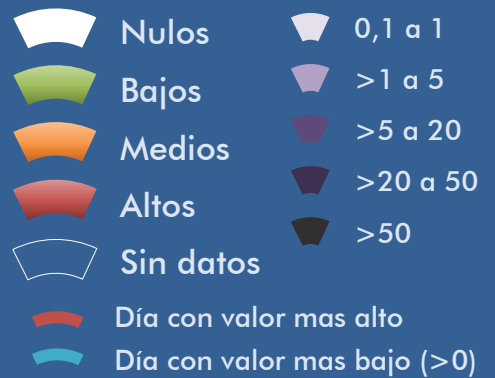 Nulos
Bajos
Medios
Altos
Sin datos
0,1 a 1
>1 a 5
>5 a 20
>20 a 50
>50
Día con valor mas alto
Día con valor mas bajo (>0)